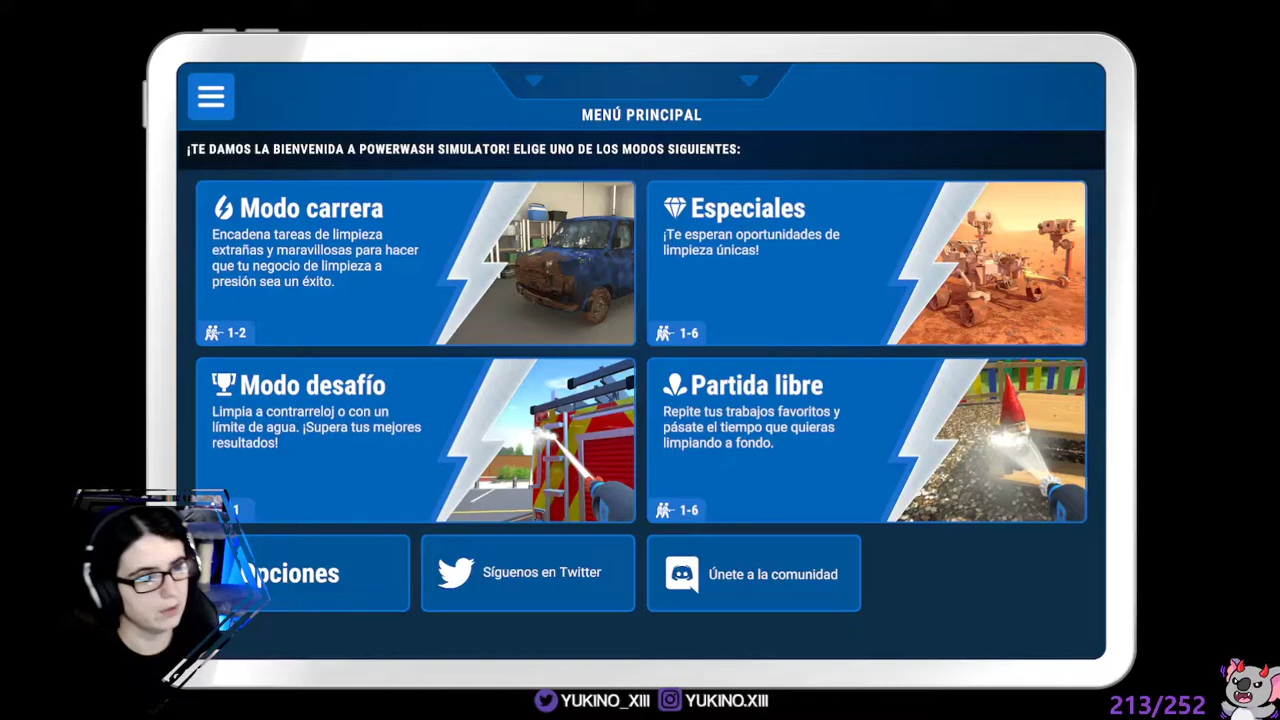 MENÚ PRINCIPAL
¡TE DAMOS LA BIENVENIDA A POWERWASH SIMULATOR! ELIGE UNO DE LOS MODOS SIGUIENTES:
Modo carrera
Encadena tareas de limpieza
extrañas y maravillosas para hacer
que tu negocio de limpieza a
presión sea un éxito.
1-2
Especiales
¡Te esperan oportunidades de
limpieza únicas!
1-6
Modo desafío
Limpia a contrarreloj o con un
límite de agua. ¡Supera tus mejores
resultados!
1
Partida libre
Repite tus trabajos favoritos y
pásate el tiempo que quieras
limpiando a fondo.
1-6
Opciones
Síguenos en Twitter
Únete a la comunidad
YUKINO_XIII
YUKINO.XIII
213/252